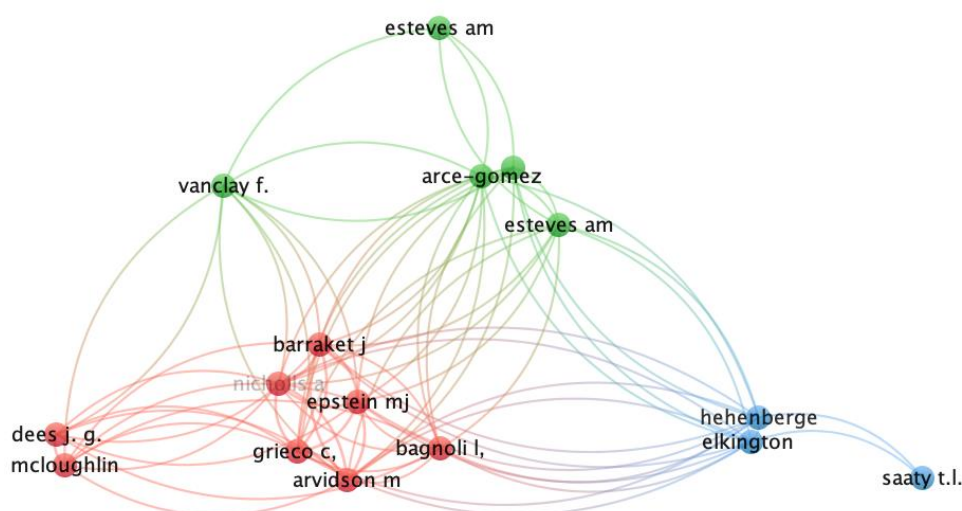 esteves am
vanclay f.
arce-gomez
esteves am
barraket j
nicholls a
epstein mj
dees j. g.
mcloughlin
grieco c,
bagnoli l,
arvidson m
hehenberge
elkington
saaty t.l.